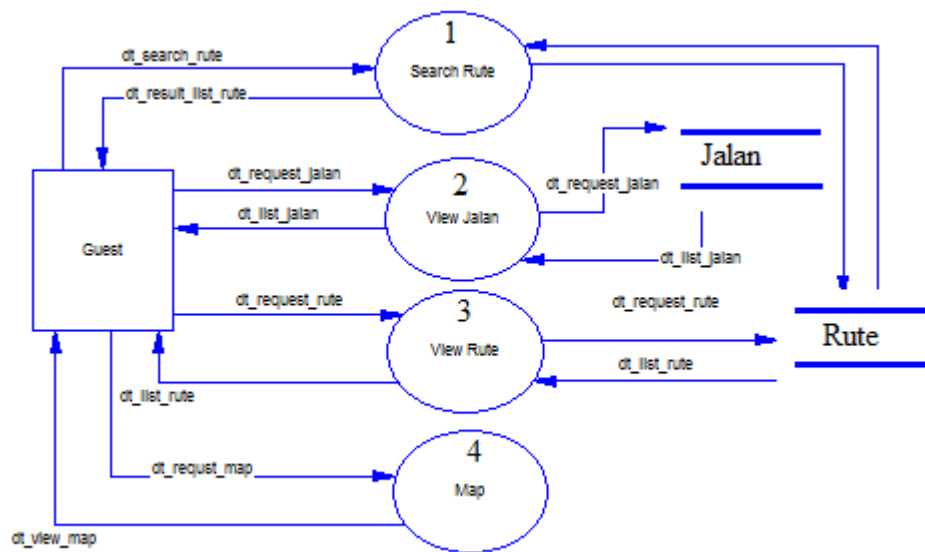 1
Search Rute
dt_search_rute
dt_result_list_rute
Jalan
dt_request_jalan
dt_request_jalan
2
View Jalan
dt_list_jalan
dt_list_jalan
Guest
dt_request_rute
dt_request_rute
3
View Rute
Rute
dt_list_rute
dt_list_rute
4
Map
dt_requst_map
dt_view_map